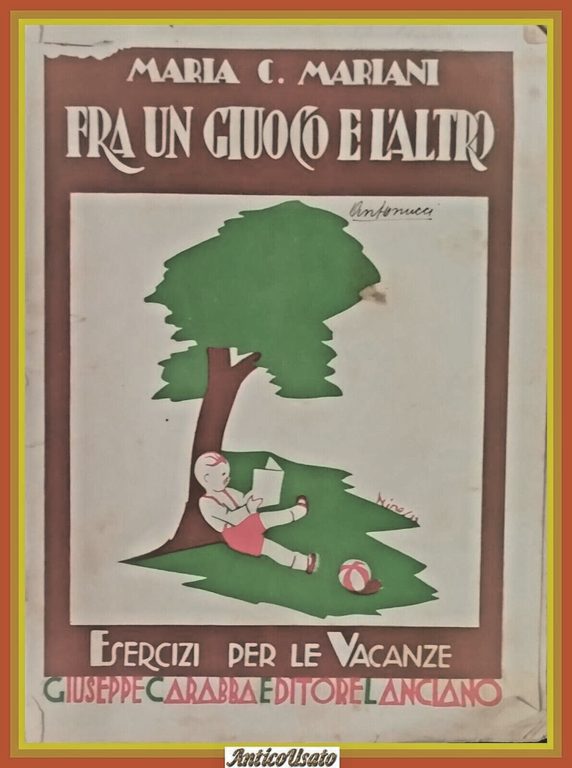 MARIA C. MARIANI
FRA UN GIUOCO E L'ALTRO
Antonucci
ESERCIZI PER LE VACANZE
GIUSEPPE CARABBA EDITORE LANCIANO
AnticoUsato